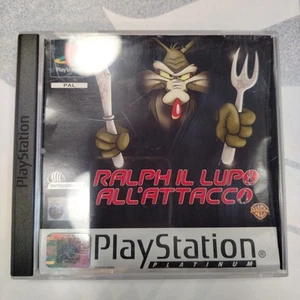 PlayStation
PAL
RALPH IL LUPO
ALL'ATTACCO
PlayStation
PLATINUM